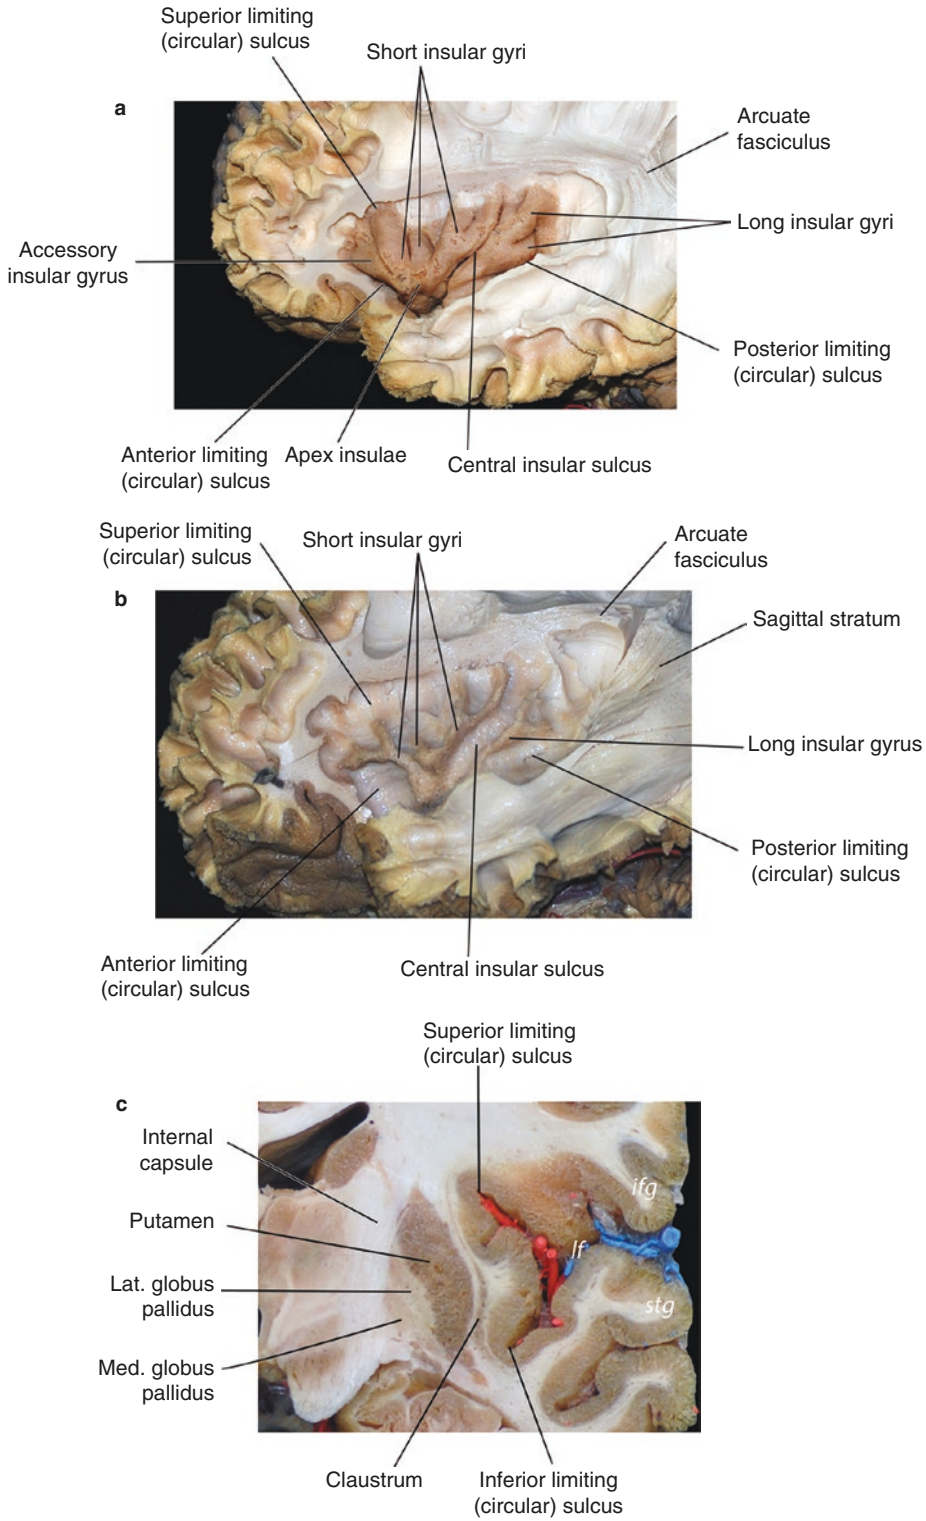 Superior limiting
(circular) sulcus
Short insular gyri
a
Arcuate
fasciculus
Long insular gyri
Accessory
insular gyrus
Posterior limiting
(circular) sulcus
Anterior limiting
(circular) sulcus
Apex insulae
Central insular sulcus
Superior limiting
(circular) sulcus
Short insular gyri
Arcuate
fasciculus
b
Sagittal stratum
Long insular gyrus
Posterior limiting
(circular) sulcus
Anterior limiting
(circular) sulcus
Central insular sulcus
Superior limiting
(circular) sulcus
c
Internal
capsule
ifg
Putamen
lf
Lat. globus
pallidus
stg
Med. globus
pallidus
Claustrum
Inferior limiting
(circular) sulcus